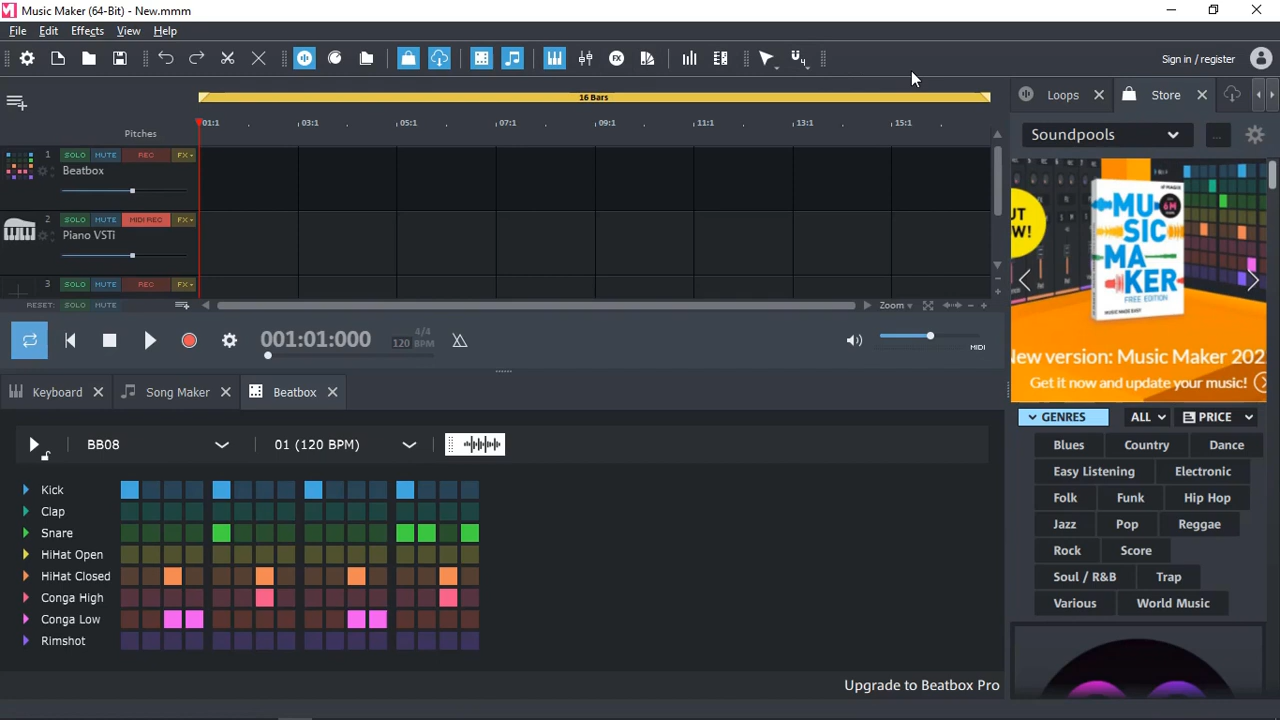 Music Maker (64-Bit) - New.mmm
File Edit Effects View Help
Sign in / register
Loops Store
16 Bars
Soundpools ...
Pitches 01:1 03:1 05:1 07:1 09:1 11:1 13:1 15:1
1 SOLO MUTE REC FX
Beatbox
2 SOLO MUTE MIDI REC FX
Piano VSTi
3 SOLO MUTE REC FX
RESET: SOLO MUTE
Zoom
MU
SIC
MA
KER
FREE EDITION
MUSIC MADE EASY
UT
W!
New version: Music Maker 202
Get it now and update your music!
001:01:000 4/4
120 BPM
MIDI
Keyboard Song Maker Beatbox
BB08 01 (120 BPM)
Kick
Clap
Snare
HiHat Open
HiHat Closed
Conga High
Conga Low
Rimshot
Upgrade to Beatbox Pro
GENRES ALL PRICE
Blues Country Dance
Easy Listening Electronic
Folk Funk Hip Hop
Jazz Pop Reggae
Rock Score
Soul / R&B Trap
Various World Music